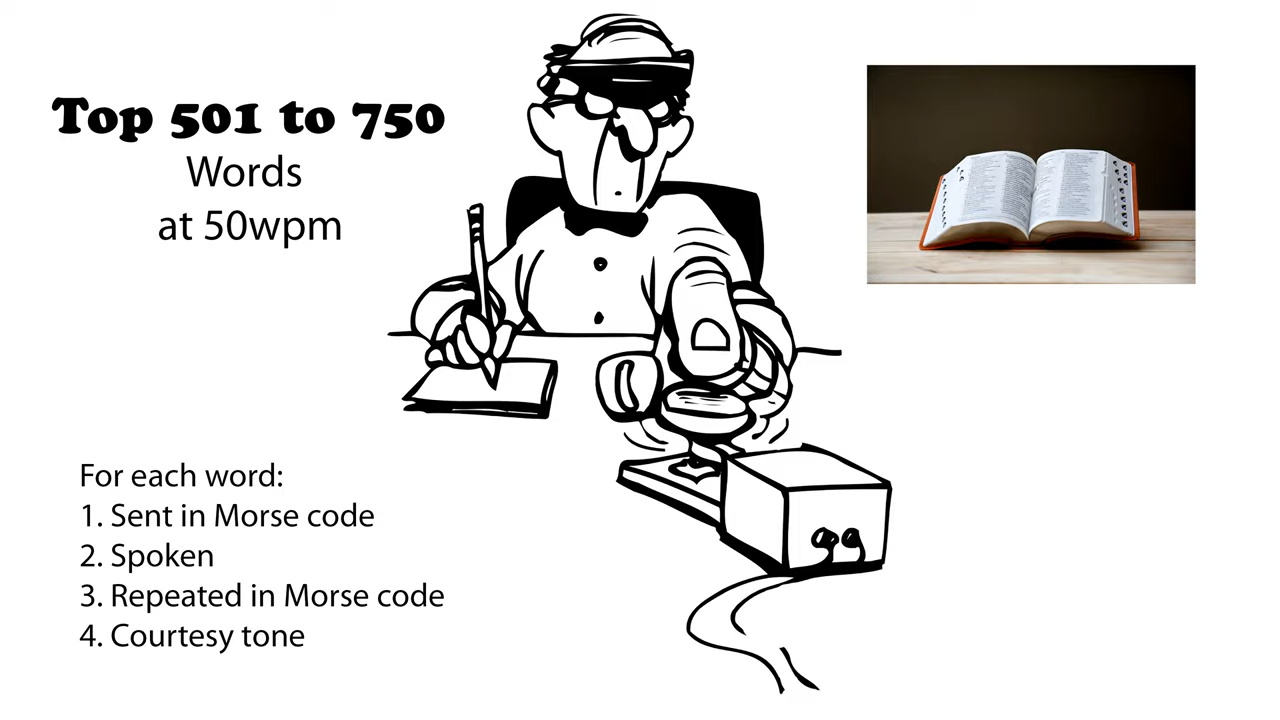 Top 501 to 750
Words
at 50wpm
For each word:
1. Sent in Morse code
2. Spoken
3. Repeated in Morse code
4. Courtesy tone